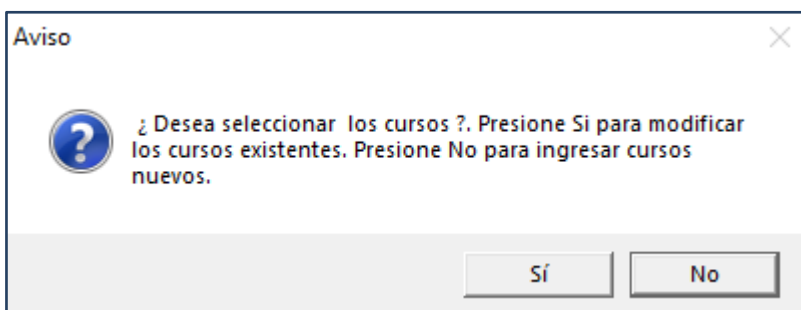 Aviso
¿ Desea seleccionar  los cursos ?. Presione Si para modificar
los cursos existentes. Presione No para ingresar cursos
nuevos.
Sí
No